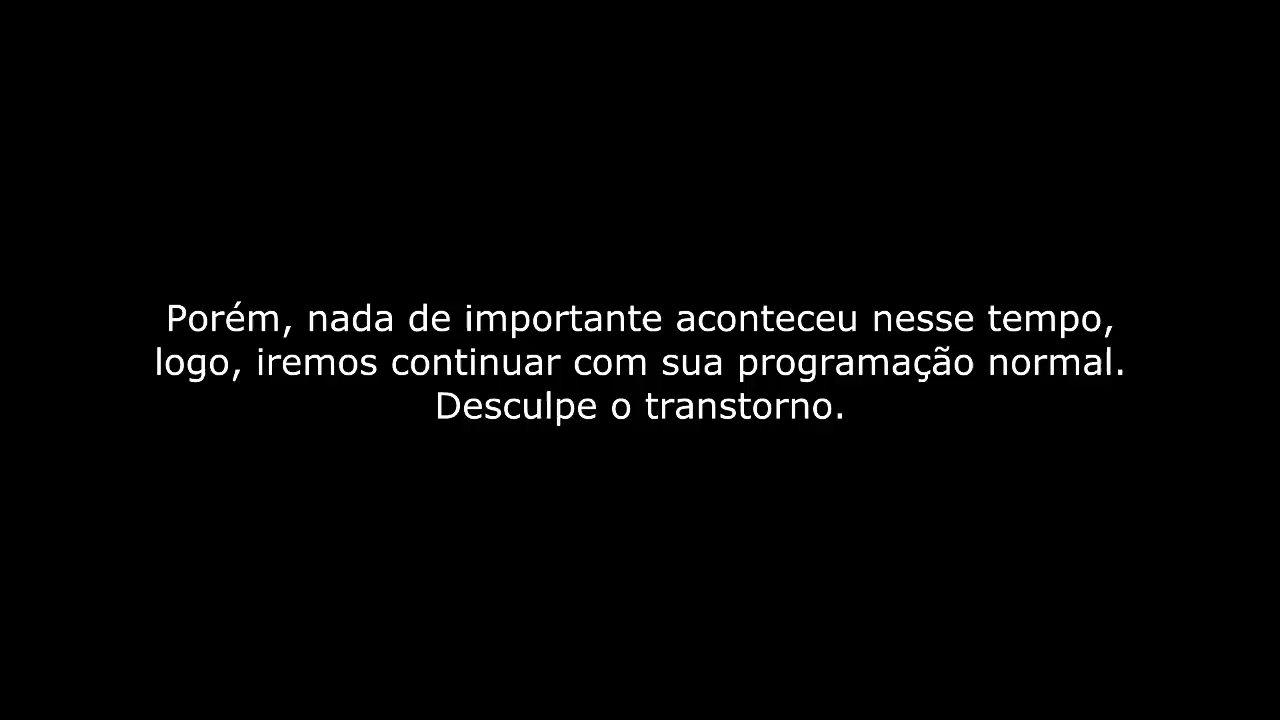 Porém, nada de importante aconteceu nesse tempo,
logo, iremos continuar com sua programação normal.
Desculpe o transtorno.